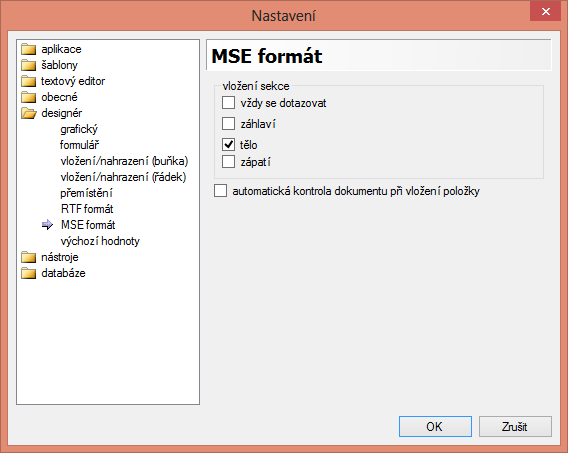 Nastavení
aplikace
šablony
textový editor
obecné
designér
grafický
formulář
vložení/nahrazení (buňka)
vložení/nahrazení (řádek)
přemístění
RTF formát
MSE formát
výchozí hodnoty
nástroje
databáze
MSE formát
vložení sekce
vždy se dotazovat
záhlaví
tělo
zápatí
automatická kontrola dokumentu při vložení položky
OK
Zrušit